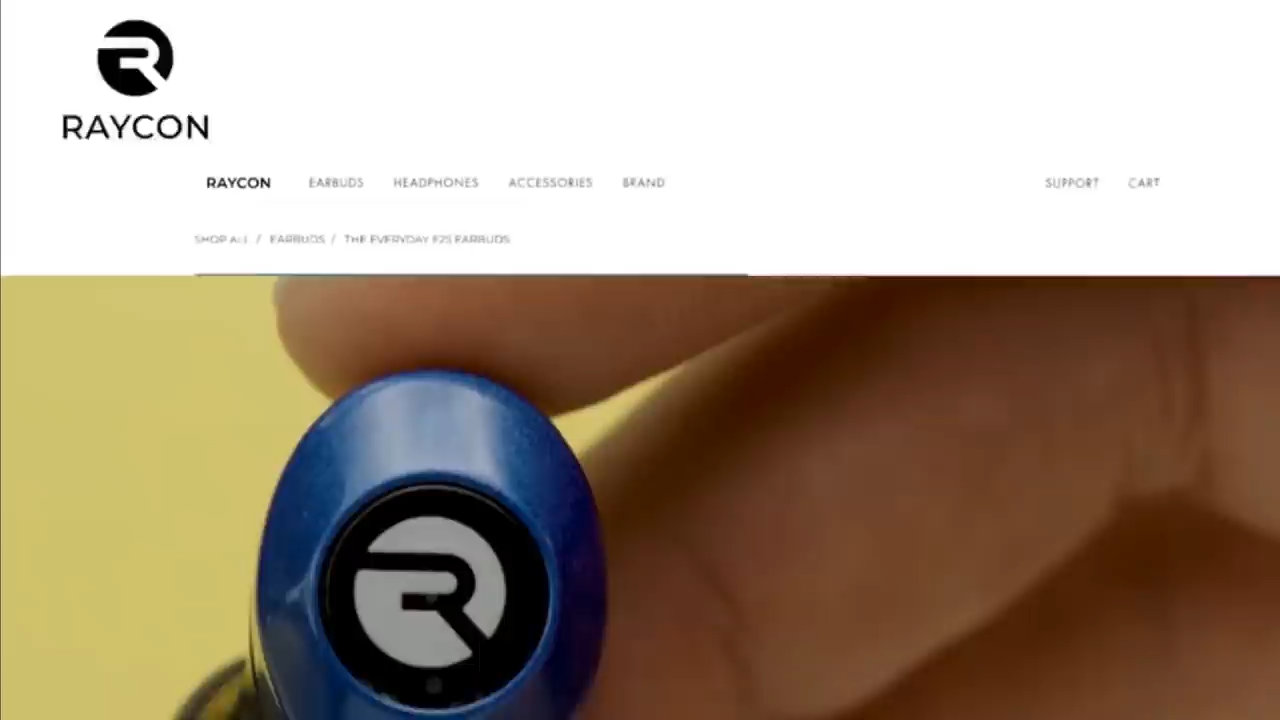 RAYCON
RAYCON EARBUDS HEADPHONES ACCESSORIES BRAND SUPPORT CART
SHOP ALL / EARBUDS / THE EVERYDAY E25 EARBUDS